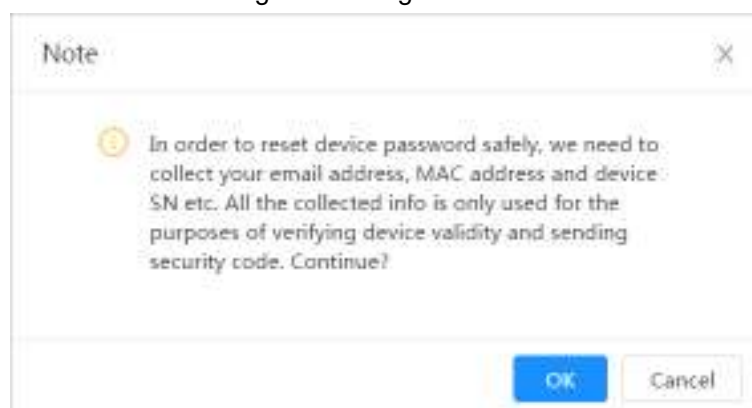 Note
In order to reset device password safely, we need to
collect your email address, MAC address and device
SN etc. All the collected info is only used for the
purposes of verifying device validity and sending
security code. Continue?
OK
Cancel